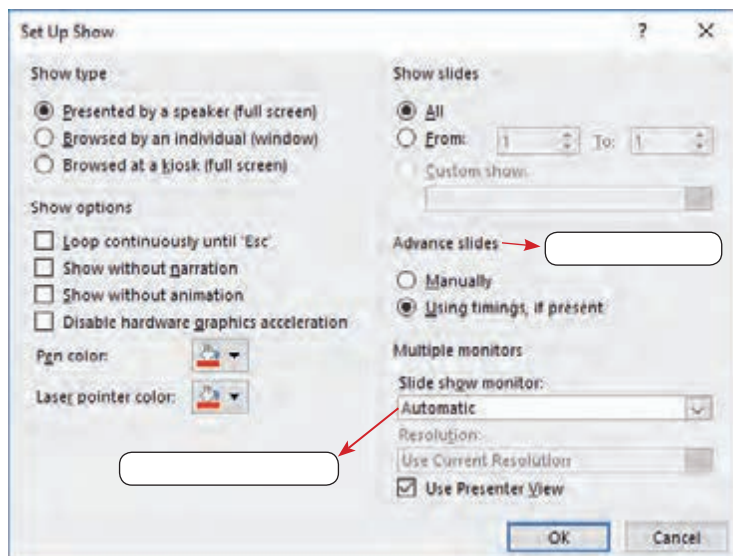 Set Up Show
?
Show type
Presented by a speaker (full screen)
Browsed by an individual (window)
Browsed at a kiosk (full screen)
Show options
Loop continuously until 'Esc'
Show without narration
Show without animation
Disable hardware graphics acceleration
Pen color:
Laser pointer color:
Show slides
All
From: 1 To: 1
Custom show:
Advance slides
Manually
Using timings, if present
Multiple monitors
Slide show monitor:
Automatic
Resolution:
Use Current Resolution
Use Presenter View
OK Cancel